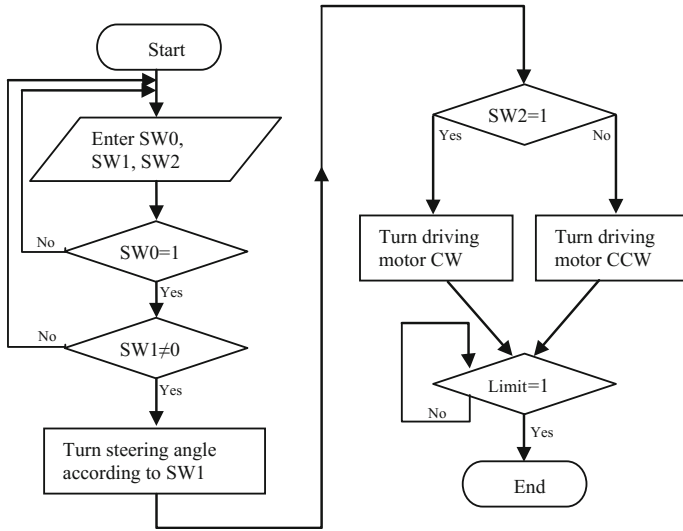 Start
Enter SW0,
SW1, SW2
No
SW0=1
Yes
No
SW1≠0
Yes
Turn steering angle
according to SW1
SW2=1
Yes
No
Turn driving
motor CW
Turn driving
motor CCW
Limit=1
No
Yes
End